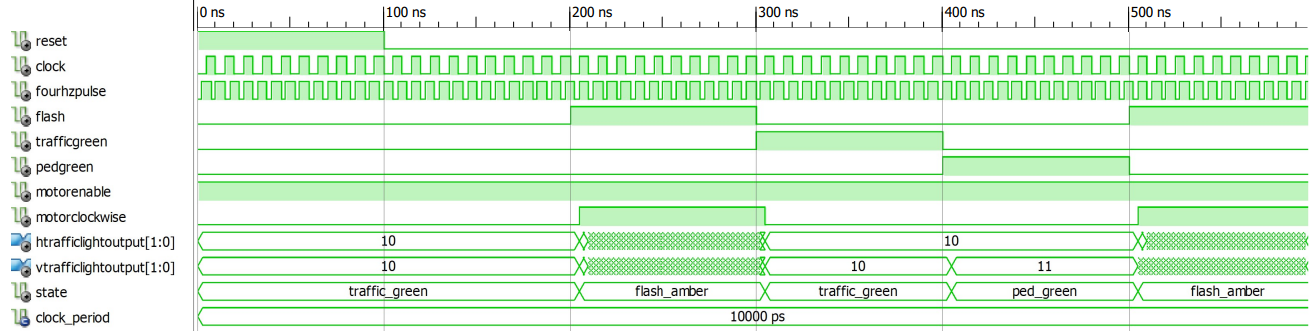 0 ns 100 ns 200 ns 300 ns 400 ns 500 ns
reset
clock
fourhzpulse
flash
trafficgreen
pedgreen
motorenable
motorclockwise
htrafficlightoutput[1:0] 10 10
vtrafficlightoutput[1:0] 10 10 11
state traffic_green flash_amber traffic_green ped_green flash_amber
clock_period 10000 ps